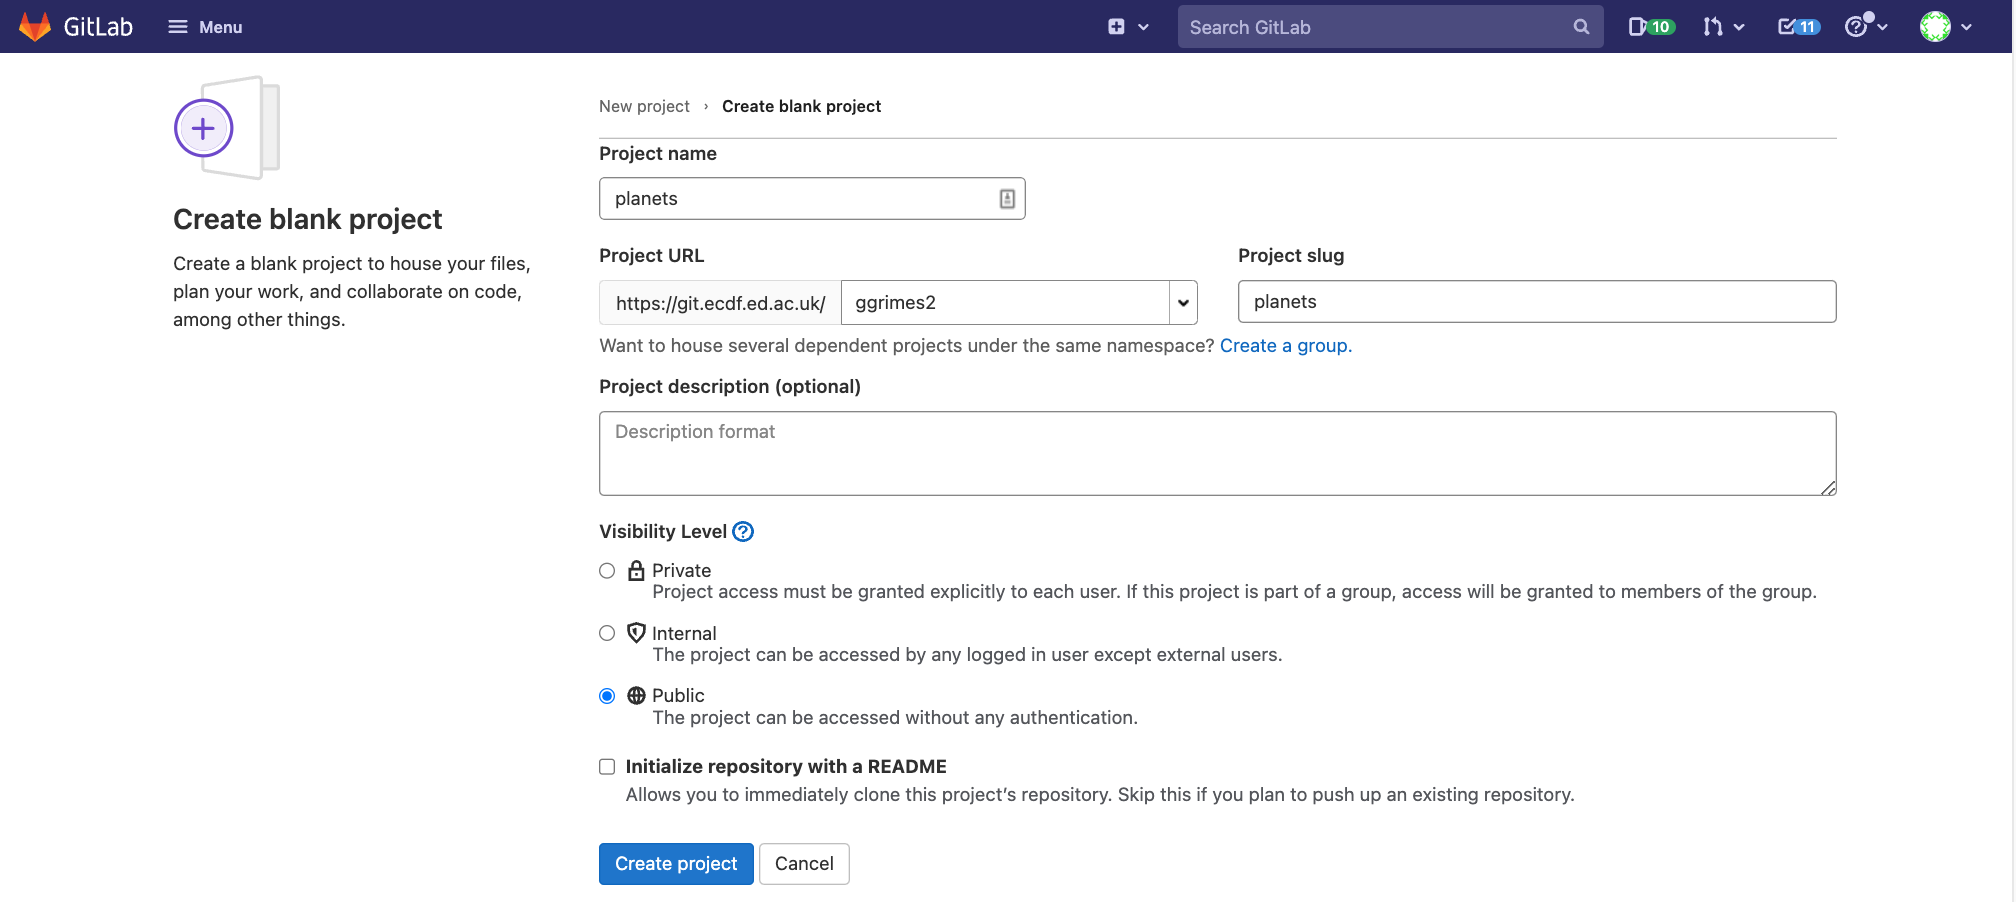 GitLab Menu Search GitLab 10 11
New project › Create blank project
Project name
planets
Create blank project
Create a blank project to house your files,
plan your work, and collaborate on code,
among other things.
Project URL Project slug
https://git.ecdf.ed.ac.uk/ ggrimes2 planets
Want to house several dependent projects under the same namespace? Create a group.
Project description (optional)
Description format
Visibility Level
Private
Project access must be granted explicitly to each user. If this project is part of a group, access will be granted to members of the group.
Internal
The project can be accessed by any logged in user except external users.
Public
The project can be accessed without any authentication.
Initialize repository with a README
Allows you to immediately clone this project's repository. Skip this if you plan to push up an existing repository.
Create project Cancel